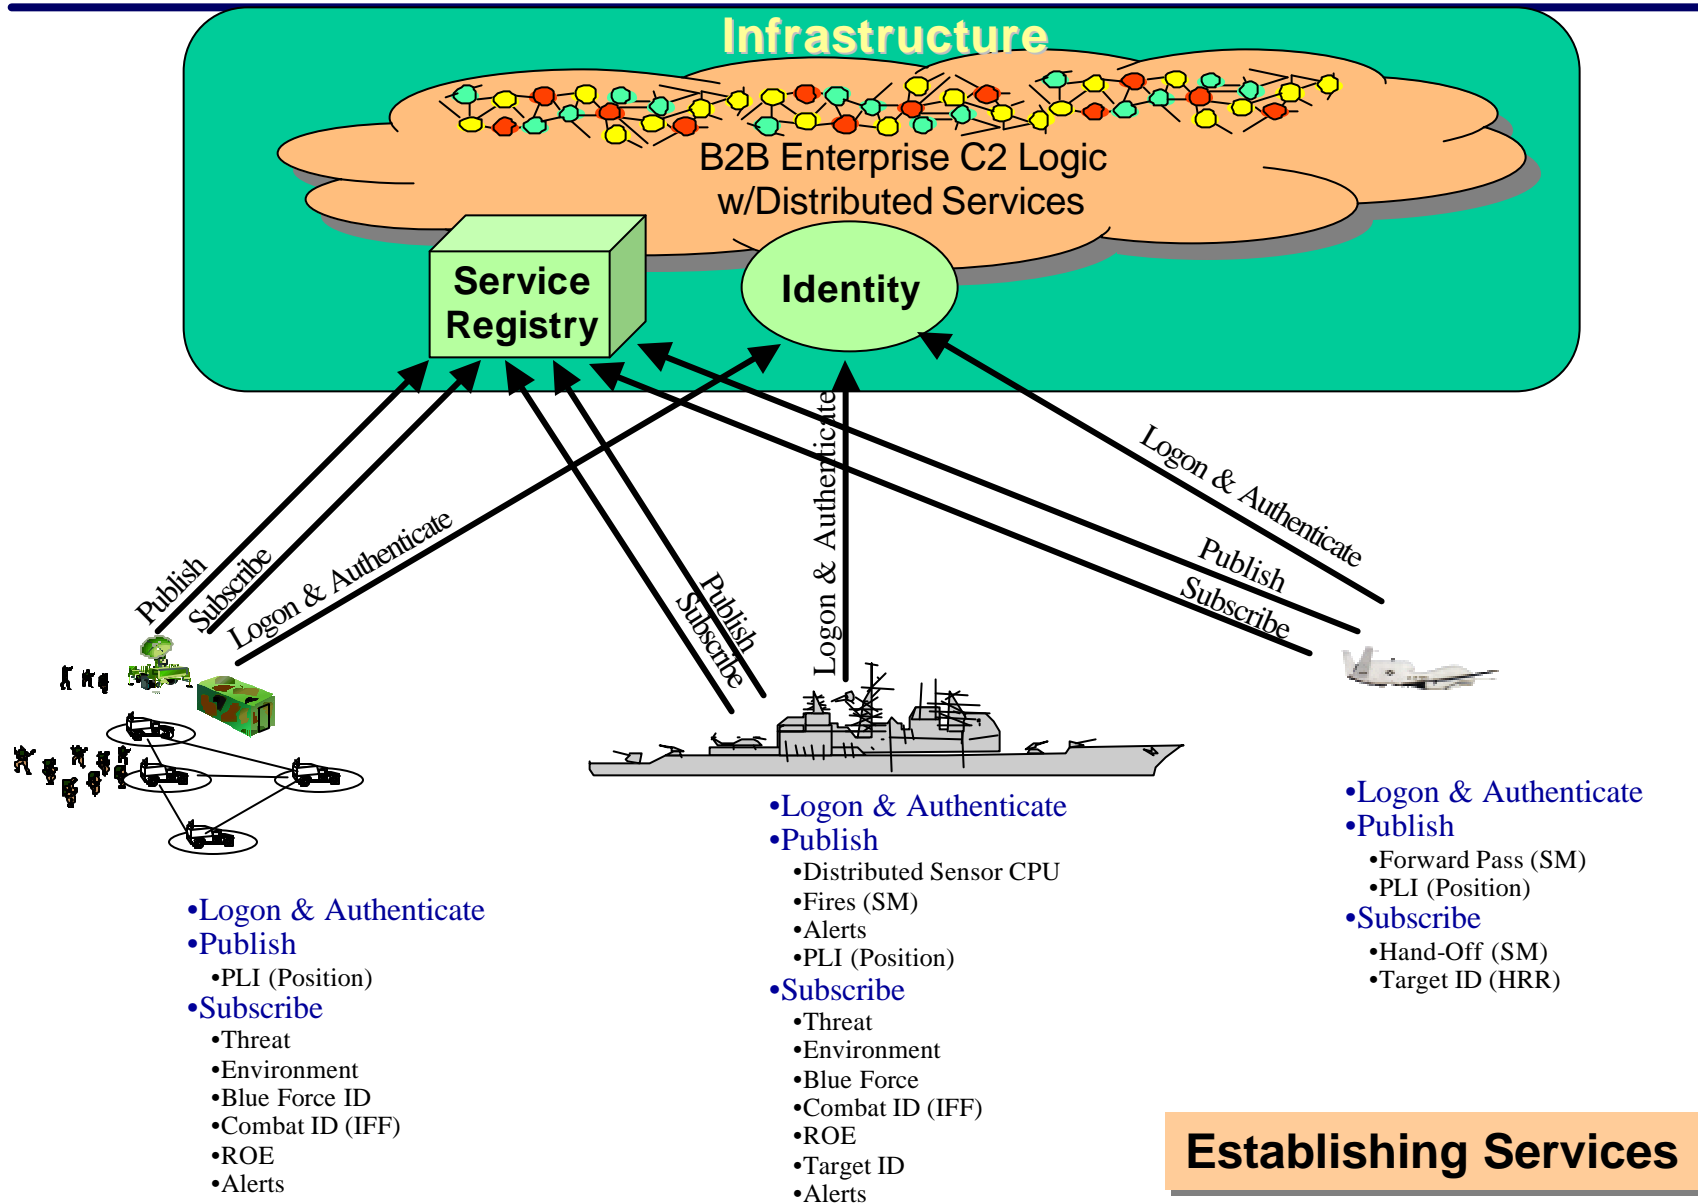 Infrastructure
B2B Enterprise C2 Logic
w/Distributed Services
Service
Registry
Identity
Publish
Subscribe
Logon & Authenticate
Publish
Subscribe
Logon & Authenticate
Logon & Authenticate
Publish
Subscribe
•Logon & Authenticate
•Publish
•PLI (Position)
•Subscribe
•Threat
•Environment
•Blue Force ID
•Combat ID (IFF)
•ROE
•Alerts
•Logon & Authenticate
•Publish
•Distributed Sensor CPU
•Fires (SM)
•Alerts
•PLI (Position)
•Subscribe
•Threat
•Environment
•Blue Force
•Combat ID (IFF)
•ROE
•Target ID
•Alerts
•Logon & Authenticate
•Publish
•Forward Pass (SM)
•PLI (Position)
•Subscribe
•Hand-Off (SM)
•Target ID (HRR)
Establishing Services